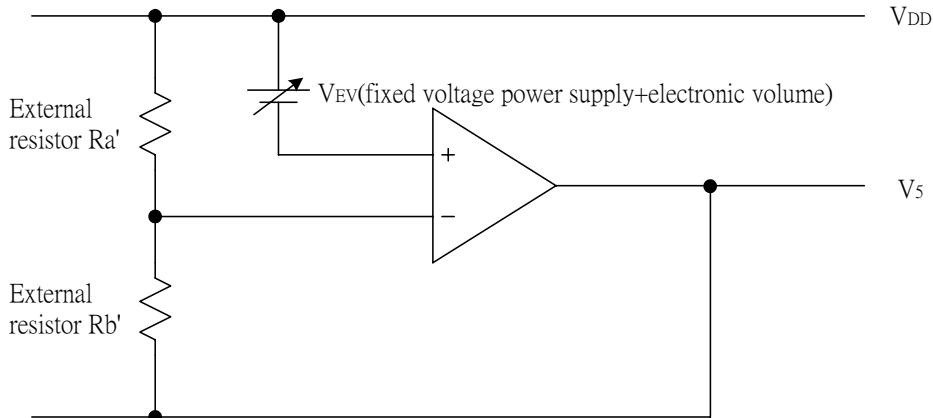 VDD
VEV(fixed voltage power supply+electronic volume)
External
resistor Ra'
+
−
V5
External
resistor Rb'